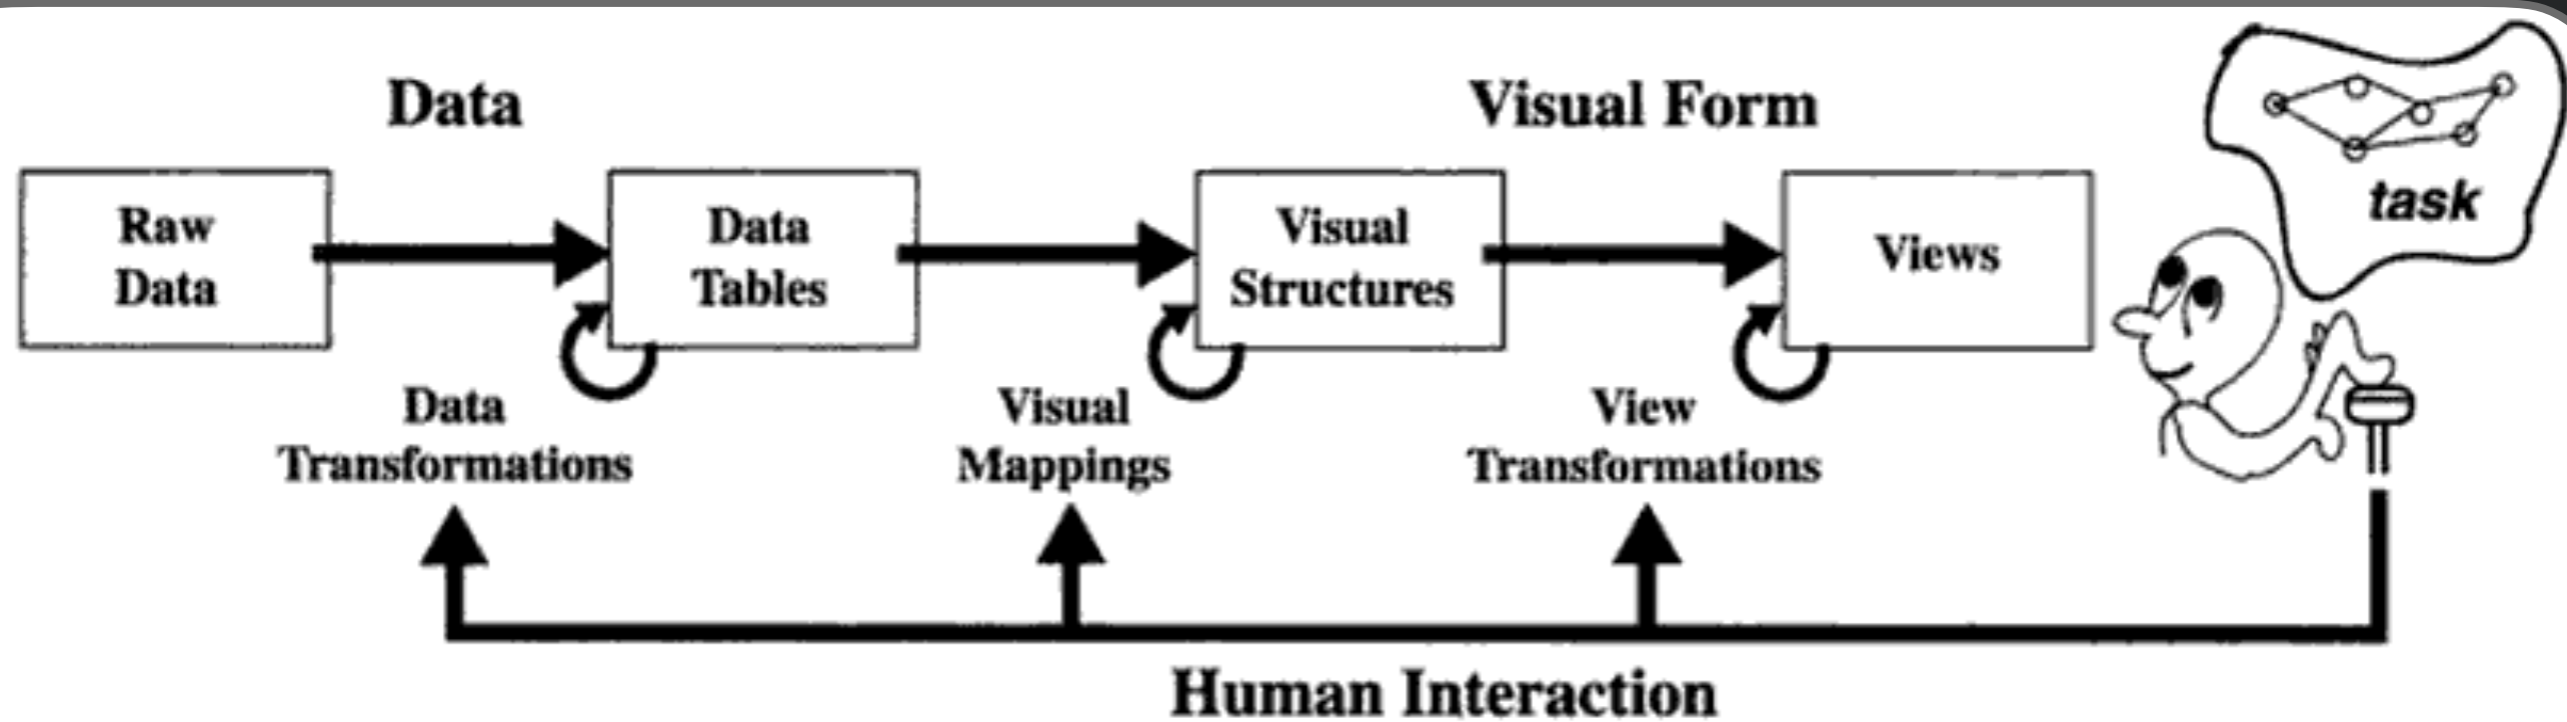 Data
Visual Form
Raw
Data
Data
Tables
Visual
Structures
Views
task
Data
Transformations
Visual
Mappings
View
Transformations
Human Interaction